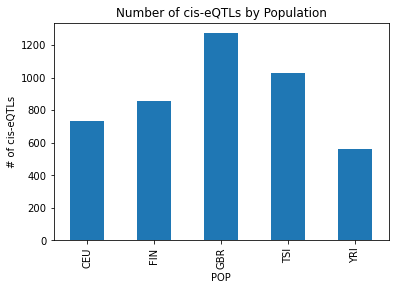 Number of cis-eQTLs by Population
# of cis-eQTLs
1200
1000
800
600
400
200
0
CEU
FIN
GBR
TSI
YRI
POP